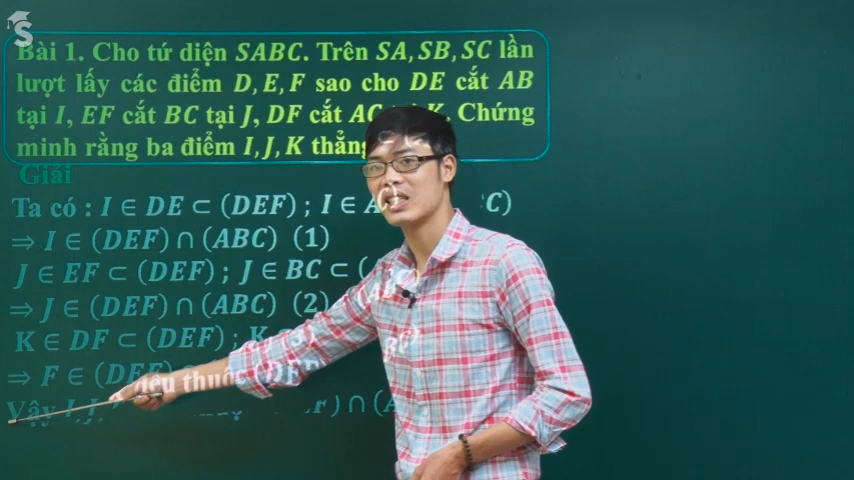 Bài 1. Cho tứ diện SABC. Trên SA, SB, SC lần
lượt lấy các điểm D, E, F sao cho DE cắt AB
tại I, EF cắt BC tại J, DF cắt AC K. Chứng
minh rằng ba điểm I, J, K thẳng
Giải
Ta có : I ∈ DE ⊂ (DEF) ; I ∈ A C)
⇒ I ∈ (DEF) ∩ (ABC) (1)
J ∈ EF ⊂ (DEF) ; J ∈ BC ⊂ (
⇒ J ∈ (DEF) ∩ (ABC) (2)
K ∈ DF ⊂ (DEF) ; K
⇒ F ∈ (DEF)
Vậy I, J, ) ∩ (A